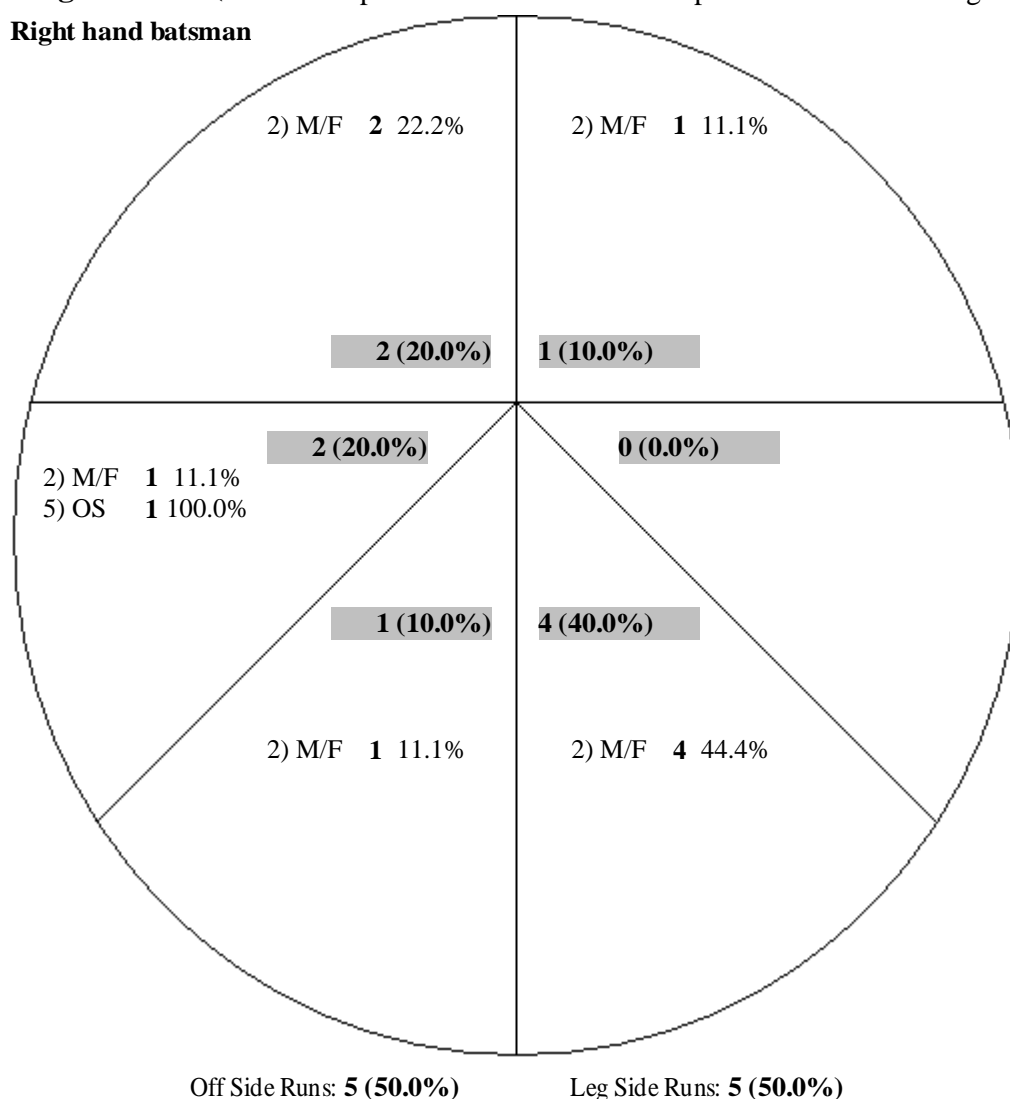 Right hand batsman
2) M/F 2 22.2% 2) M/F 1 11.1%
2 (20.0%) 1 (10.0%)
2 (20.0%) 0 (0.0%)
2) M/F 1 11.1%
5) OS 1 100.0%
1 (10.0%) 4 (40.0%)
2) M/F 1 11.1% 2) M/F 4 44.4%
Off Side Runs: 5 (50.0%) Leg Side Runs: 5 (50.0%)